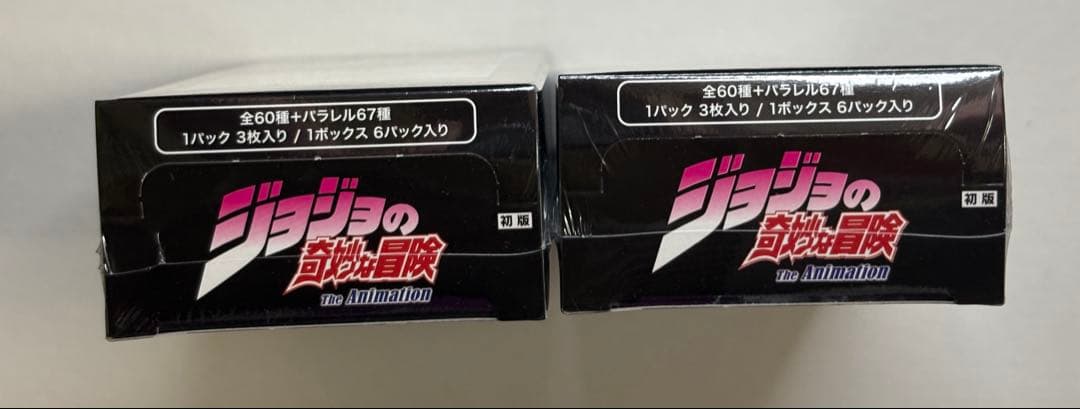 全60種+パラレル67種
1パック 3枚入り / 1ボックス 6パック入り
ジョジョの
奇妙な冒険
The Animation
初版
全60種+パラレル67種
1パック 3枚入り / 1ボックス 6パック入り
ジョジョの
奇妙な冒険
The Animation
初版